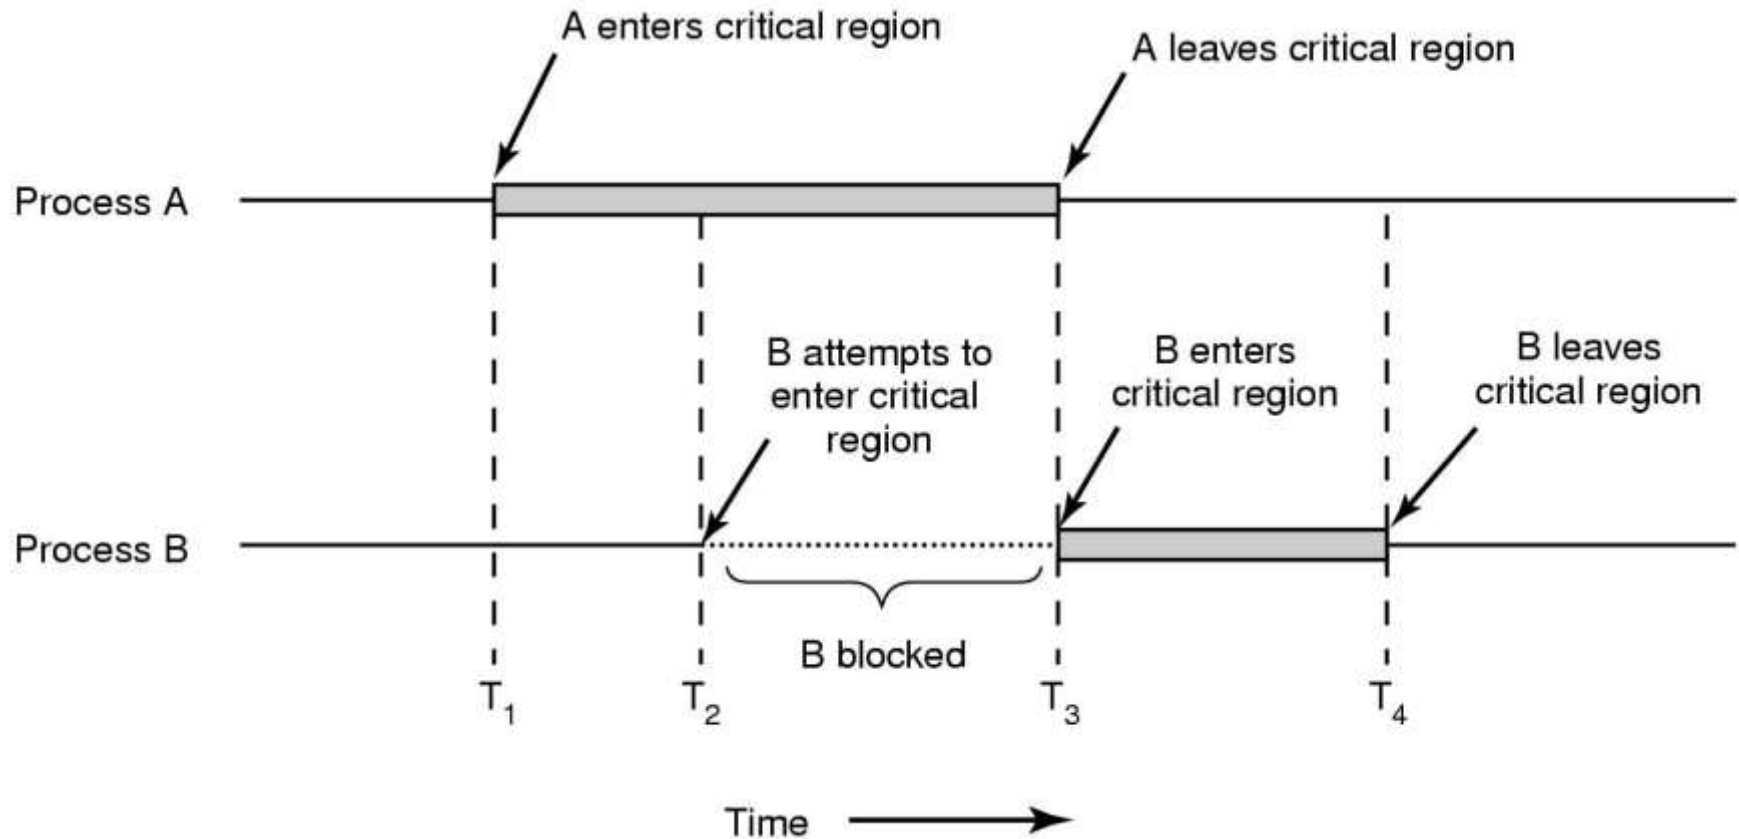 A enters critical region
A leaves critical region
Process A
B attempts to
enter critical
region
B enters
critical region
B leaves
critical region
Process B
B blocked
T1
T2
T3
T4
Time